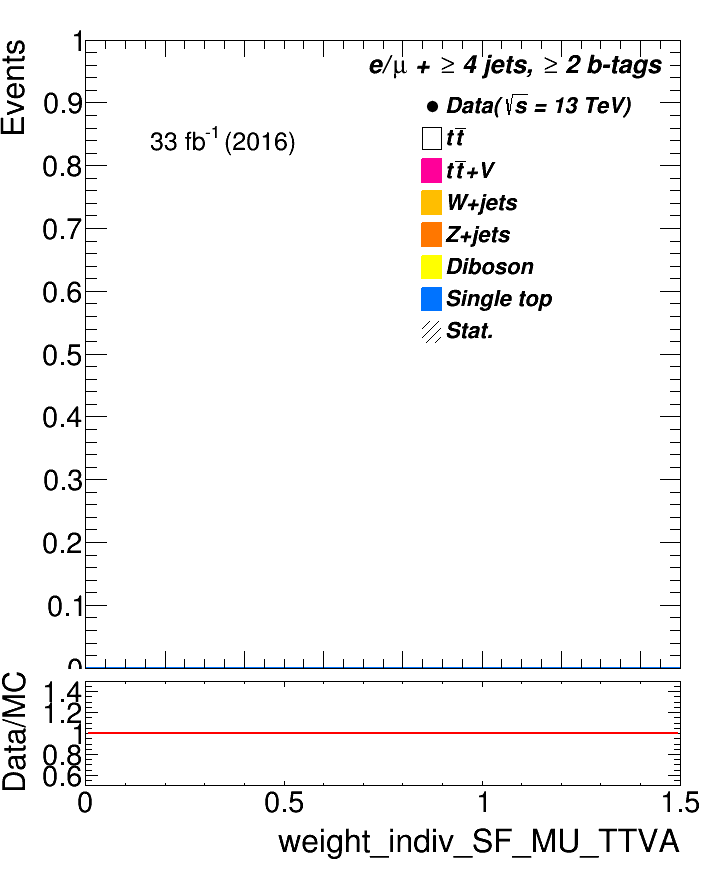 Events
1
e/μ + ≥ 4 jets, ≥ 2 b-tags
0.9
Data(√s = 13 TeV)
33 fb⁻¹ (2016)
tt̅
0.8
tt̅+V
W+jets
0.7
Z+jets
Diboson
0.6
Single top
Stat.
0.5
0.4
0.3
0.2
0.1
0
Data/MC
1.4
1.2
1
0.8
0.6
0 0.5 1 1.5
weight_indiv_SF_MU_TTVA